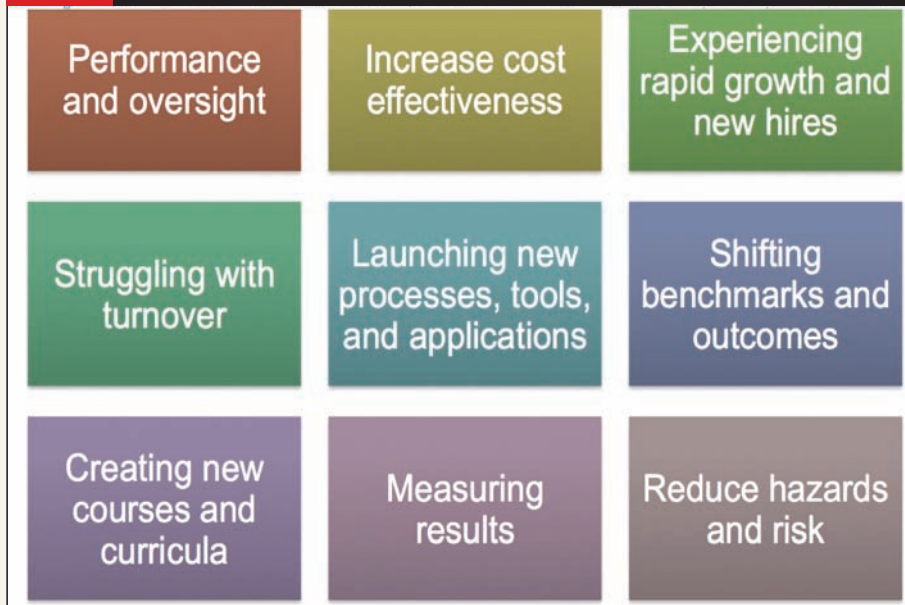 Performance
and oversight
Increase cost
effectiveness
Experiencing
rapid growth and
new hires
Struggling with
turnover
Launching new
processes, tools,
and applications
Shifting
benchmarks and
outcomes
Creating new
courses and
curricula
Measuring
results
Reduce hazards
and risk